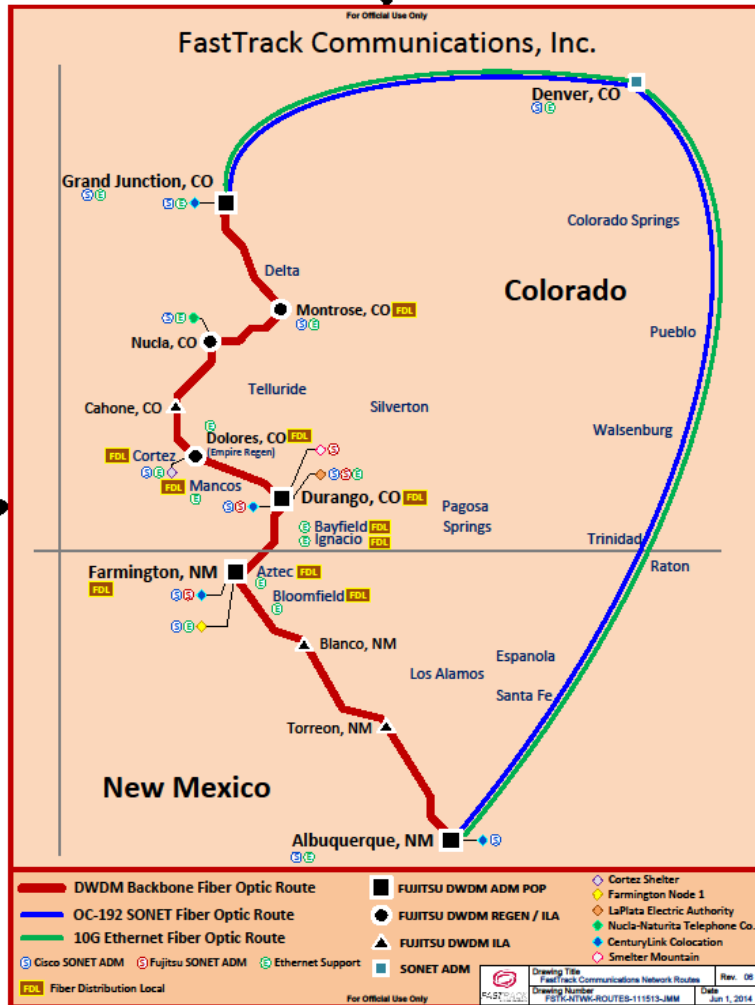 For Official Use Only
FastTrack Communications, Inc.
Denver, CO
S E
Grand Junction, CO
S E
S E
Colorado Springs
Delta
Colorado
Montrose, CO FDL
S E
S E
Nucla, CO
Pueblo
Telluride
Silverton
Cahone, CO
Walsenburg
E
Dolores, CO FDL
(Empire Regen)
FDL Cortez
S
S E
S S E
FDL Mancos
E
Durango, CO FDL
S S
Pagosa
Springs
E Bayfield FDL
E Ignacio FDL
Trinidad
Raton
Farmington, NM
FDL
Aztec FDL
E
S S
Bloomfield FDL
E
S E
Blanco, NM
Espanola
Los Alamos
Santa Fe
Torreon, NM
New Mexico
Albuquerque, NM
S
S E
DWDM Backbone Fiber Optic Route
OC-192 SONET Fiber Optic Route
10G Ethernet Fiber Optic Route
S Cisco SONET ADM S Fujitsu SONET ADM E Ethernet Support
FDL Fiber Distribution Local
FUJITSU DWDM ADM POP
FUJITSU DWDM REGEN / ILA
FUJITSU DWDM ILA
SONET ADM
Cortez Shelter
Farmington Node 1
LaPlata Electric Authority
Nucla-Naturita Telephone Co.
CenturyLink Colocation
Smelter Mountain
For Official Use Only
FASTTRACK
Drawing Title
FastTrack Communications Network Routes
Rev. 08
Drawing Number
FSTK-NTWK-ROUTES-111513-JMM
Date